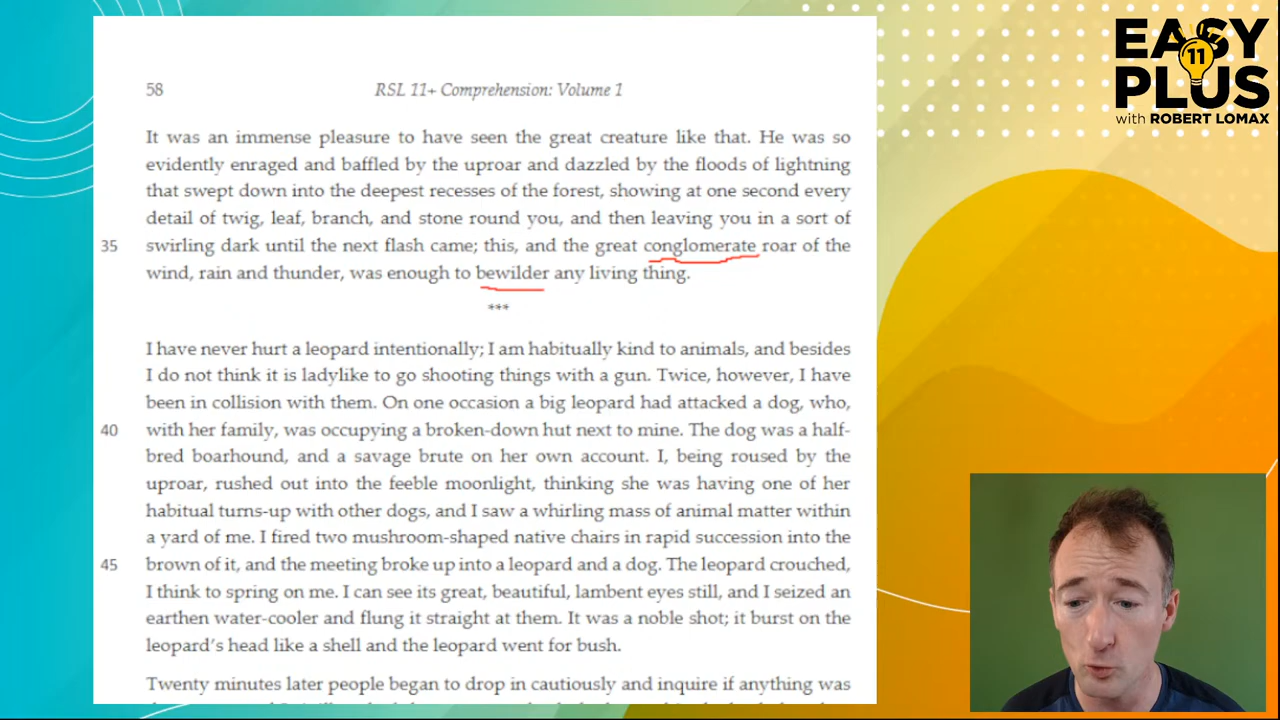 58 RSL 11+ Comprehension: Volume 1
It was an immense pleasure to have seen the great creature like that. He was so
evidently enraged and baffled by the uproar and dazzled by the floods of lightning
that swept down into the deepest recesses of the forest, showing at one second every
detail of twig, leaf, branch, and stone round you, and then leaving you in a sort of
35 swirling dark until the next flash came; this, and the great conglomerate roar of the
wind, rain and thunder, was enough to bewilder any living thing.
***
I have never hurt a leopard intentionally; I am habitually kind to animals, and besides
I do not think it is ladylike to go shooting things with a gun. Twice, however, I have
been in collision with them. On one occasion a big leopard had attacked a dog, who,
40 with her family, was occupying a broken-down hut next to mine. The dog was a half-
bred boarhound, and a savage brute on her own account. I, being roused by the
uproar, rushed out into the feeble moonlight, thinking she was having one of her
habitual turns-up with other dogs, and I saw a whirling mass of animal matter within
a yard of me. I fired two mushroom-shaped native chairs in rapid succession into the
45 brown of it, and the meeting broke up into a leopard and a dog. The leopard crouched,
I think to spring on me. I can see its great, beautiful, lambent eyes still, and I seized an
earthen water-cooler and flung it straight at them. It was a noble shot; it burst on the
leopard's head like a shell and the leopard went for bush.
Twenty minutes later people began to drop in cautiously and inquire if anything was
EASY
11
PLUS
with ROBERT LOMAX